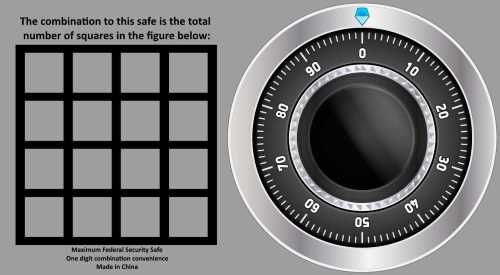 The combination to this safe is the total
number of squares in the figure below:
0
10
20
30
40
50
60
70
80
90
Maximum Federal Security Safe
One digit combination convenience
Made in China